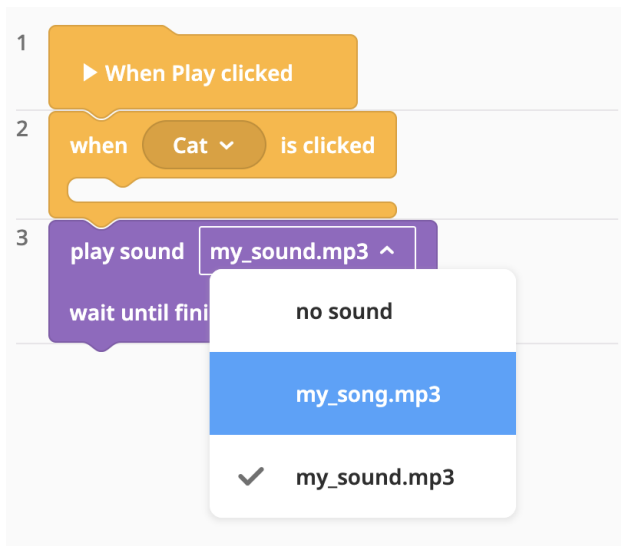 1
When Play clicked
2
when Cat is clicked
3
play sound my_sound.mp3
wait until fini
no sound
my_song.mp3
my_sound.mp3